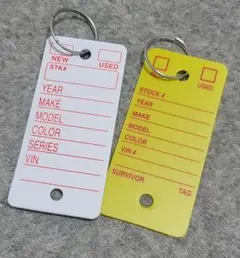 NEW USED
STK#
YEAR
MAKE
MODEL
COLOR
SERIES
VIN
USED
STOCK #
YEAR
MAKE
MODEL
COLOR
VIN #
SURVIVOR TAG